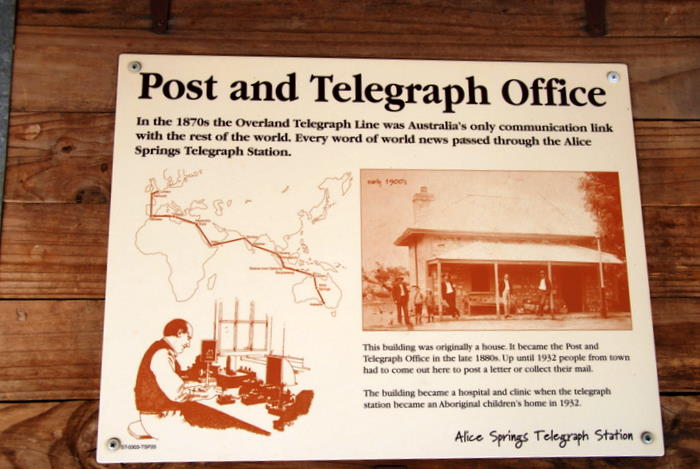 Post and Telegraph Office
In the 1870s the Overland Telegraph Line was Australia's only communication link
with the rest of the world. Every word of world news passed through the Alice
Springs Telegraph Station.
early 1900s
This building was originally a house. It became the Post and
Telegraph Office in the late 1880s. Up until 1932 people from town
had to come out here to post a letter or collect their mail.
The building became a hospital and clinic when the telegraph
station became an Aboriginal children's home in 1932.
Alice Springs Telegraph Station